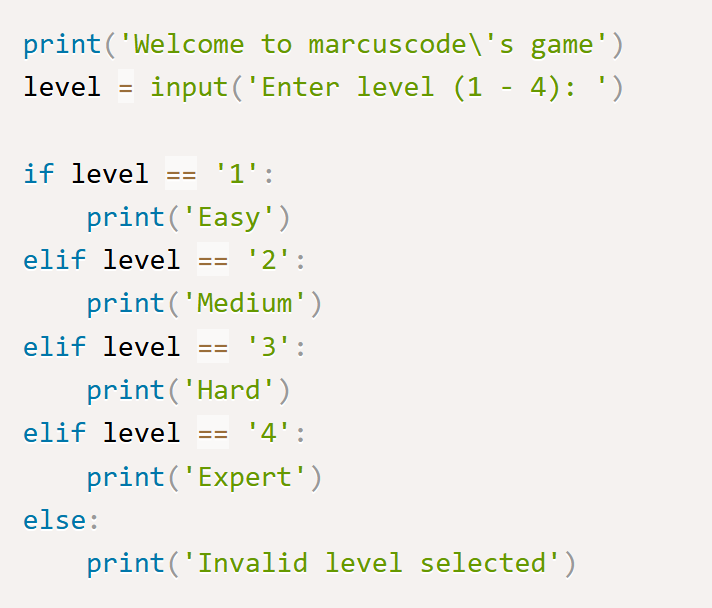 print('Welcome to marcuscode\'s game')
level = input('Enter level (1 - 4): ')
if level == '1':
    print('Easy')
elif level == '2':
    print('Medium')
elif level == '3':
    print('Hard')
elif level == '4':
    print('Expert')
else:
    print('Invalid level selected')